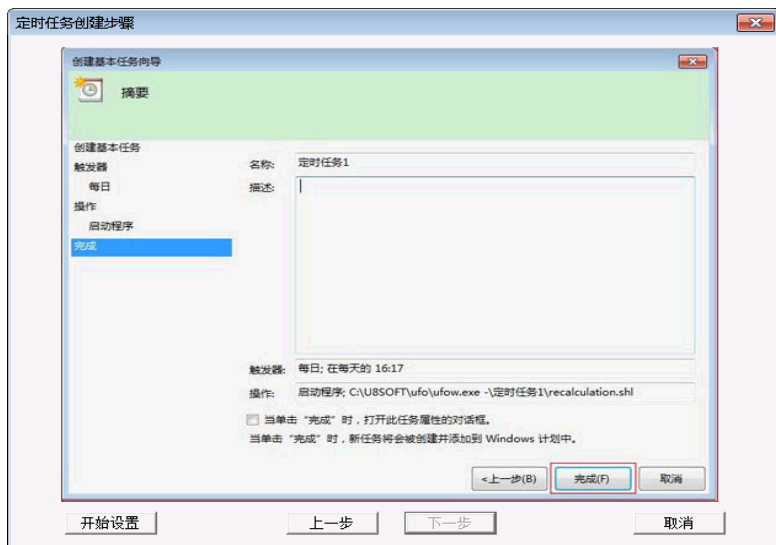 定时任务创建步骤
创建基本任务向导
摘要
创建基本任务
触发器
每日
操作
启动程序
完成
名称: 定时任务1
描述:
触发器: 每日; 在每天的 16:17
操作: 启动程序; C:\U8SOFT\ufo\ufow.exe -\定时任务1\recalculation.shl
当单击“完成”时，打开此任务属性的对话框。
当单击“完成”时，新任务将会被创建并添加到 Windows 计划中。
<上一步(B) 完成(F) 取消
开始设置 上一步 下一步 取消